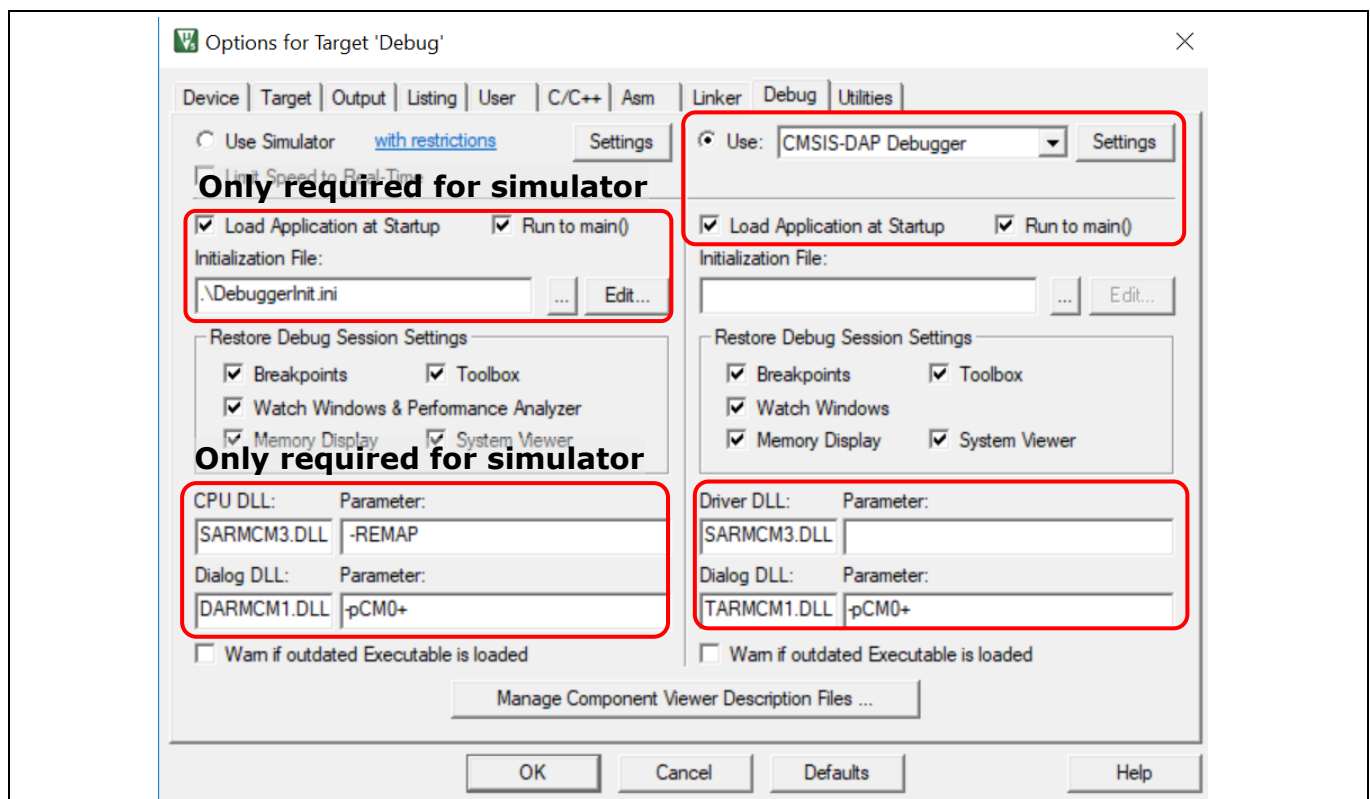 Options for Target 'Debug'
Device Target Output Listing User C/C++ Asm Linker Debug Utilities
Use Simulator with restrictions Settings Use: CMSIS-DAP Debugger Settings
Limit Speed to Real-Time
Only required for simulator
Load Application at Startup Run to main() Load Application at Startup Run to main()
Initialization File: Initialization File:
.\DebuggerInit.ini ... Edit... ... Edit...
Restore Debug Session Settings Restore Debug Session Settings
Breakpoints Toolbox Breakpoints Toolbox
Watch Windows & Performance Analyzer Watch Windows
Memory Display System Viewer Memory Display System Viewer
Only required for simulator
CPU DLL: Parameter: Driver DLL: Parameter:
SARMCM3.DLL -REMAP SARMCM3.DLL
Dialog DLL: Parameter: Dialog DLL: Parameter:
DARMCM1.DLL -pCM0+ TARMCM1.DLL -pCM0+
Warn if outdated Executable is loaded Warn if outdated Executable is loaded
Manage Component Viewer Description Files ...
OK Cancel Defaults Help